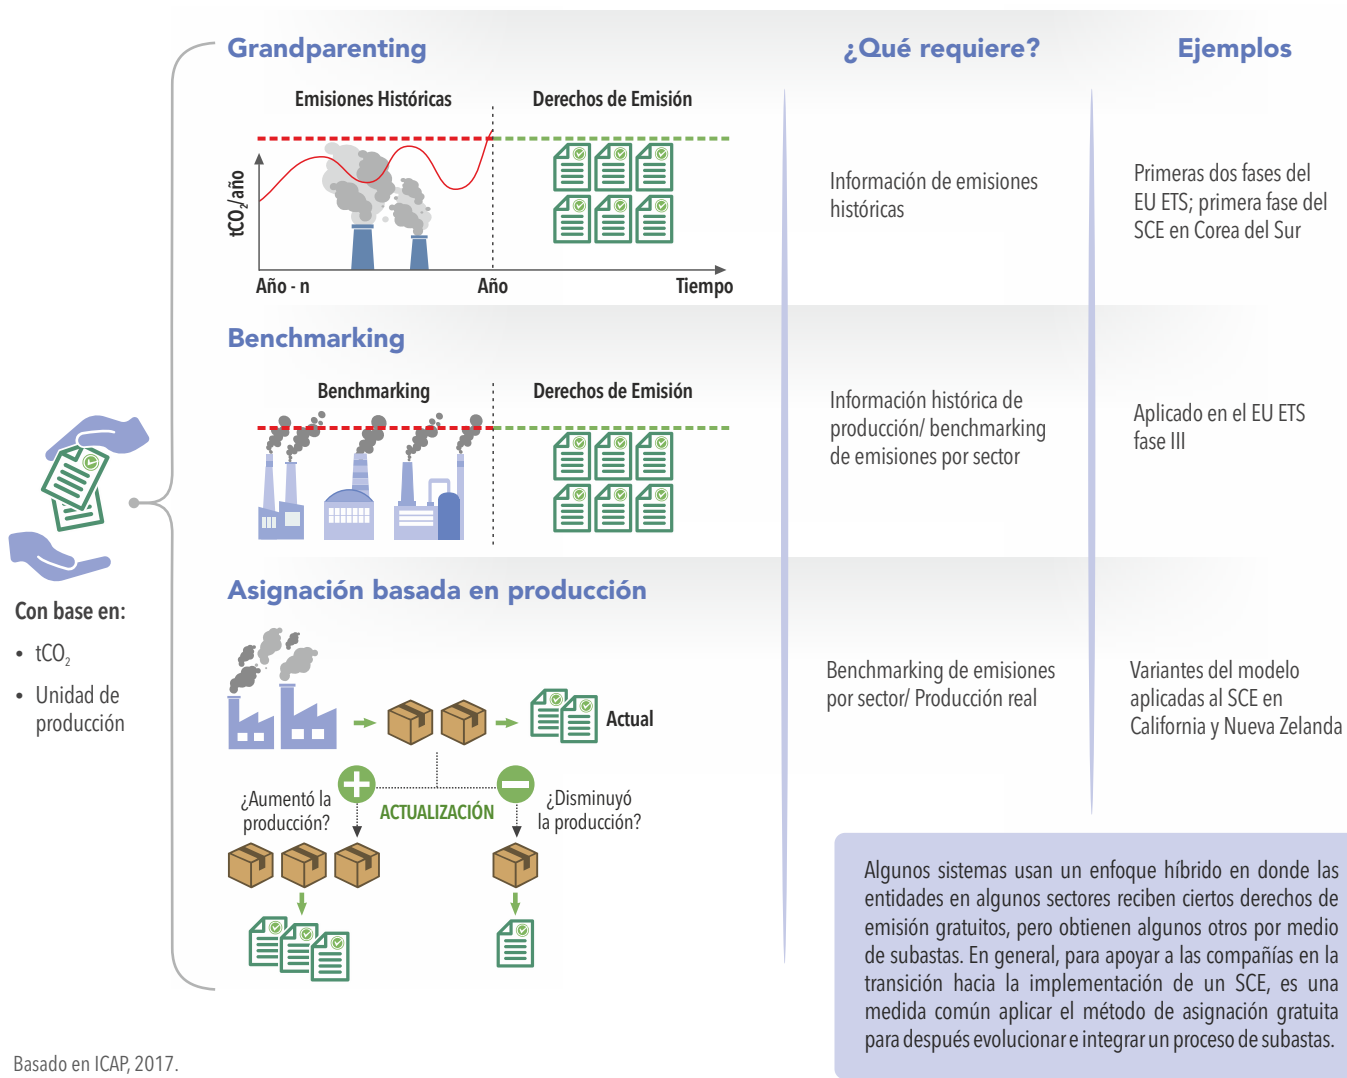 Grandparenting
¿Qué requiere?
Ejemplos
Emisiones Históricas
Derechos de Emisión
tCO₂/año
Año - n
Año
Tiempo
Información de emisiones
históricas
Primeras dos fases del
EU ETS; primera fase del
SCE en Corea del Sur
Benchmarking
Benchmarking
Derechos de Emisión
Información histórica de
producción/ benchmarking
de emisiones por sector
Aplicado en el EU ETS
fase III
Con base en:
• tCO₂
• Unidad de
producción
Asignación basada en producción
Actual
¿Aumentó la
producción?
ACTUALIZACIÓN
¿Disminuyó
la producción?
Benchmarking de emisiones
por sector/ Producción real
Variantes del modelo
aplicadas al SCE en
California y Nueva Zelanda
Algunos sistemas usan un enfoque híbrido en donde las
entidades en algunos sectores reciben ciertos derechos de
emisión gratuitos, pero obtienen algunos otros por medio
de subastas. En general, para apoyar a las compañías en la
transición hacia la implementación de un SCE, es una
medida común aplicar el método de asignación gratuita
para después evolucionar e integrar un proceso de subastas.
Basado en ICAP, 2017.